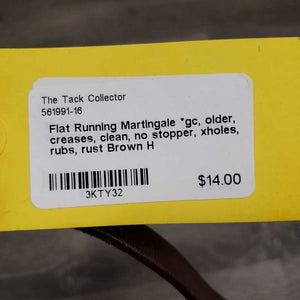 The Tack Collector
561991-16
Flat Running Martingale *gc, older,
creases, clean, no stopper, xholes,
rubs, rust Brown H
$14.00
3KTY32